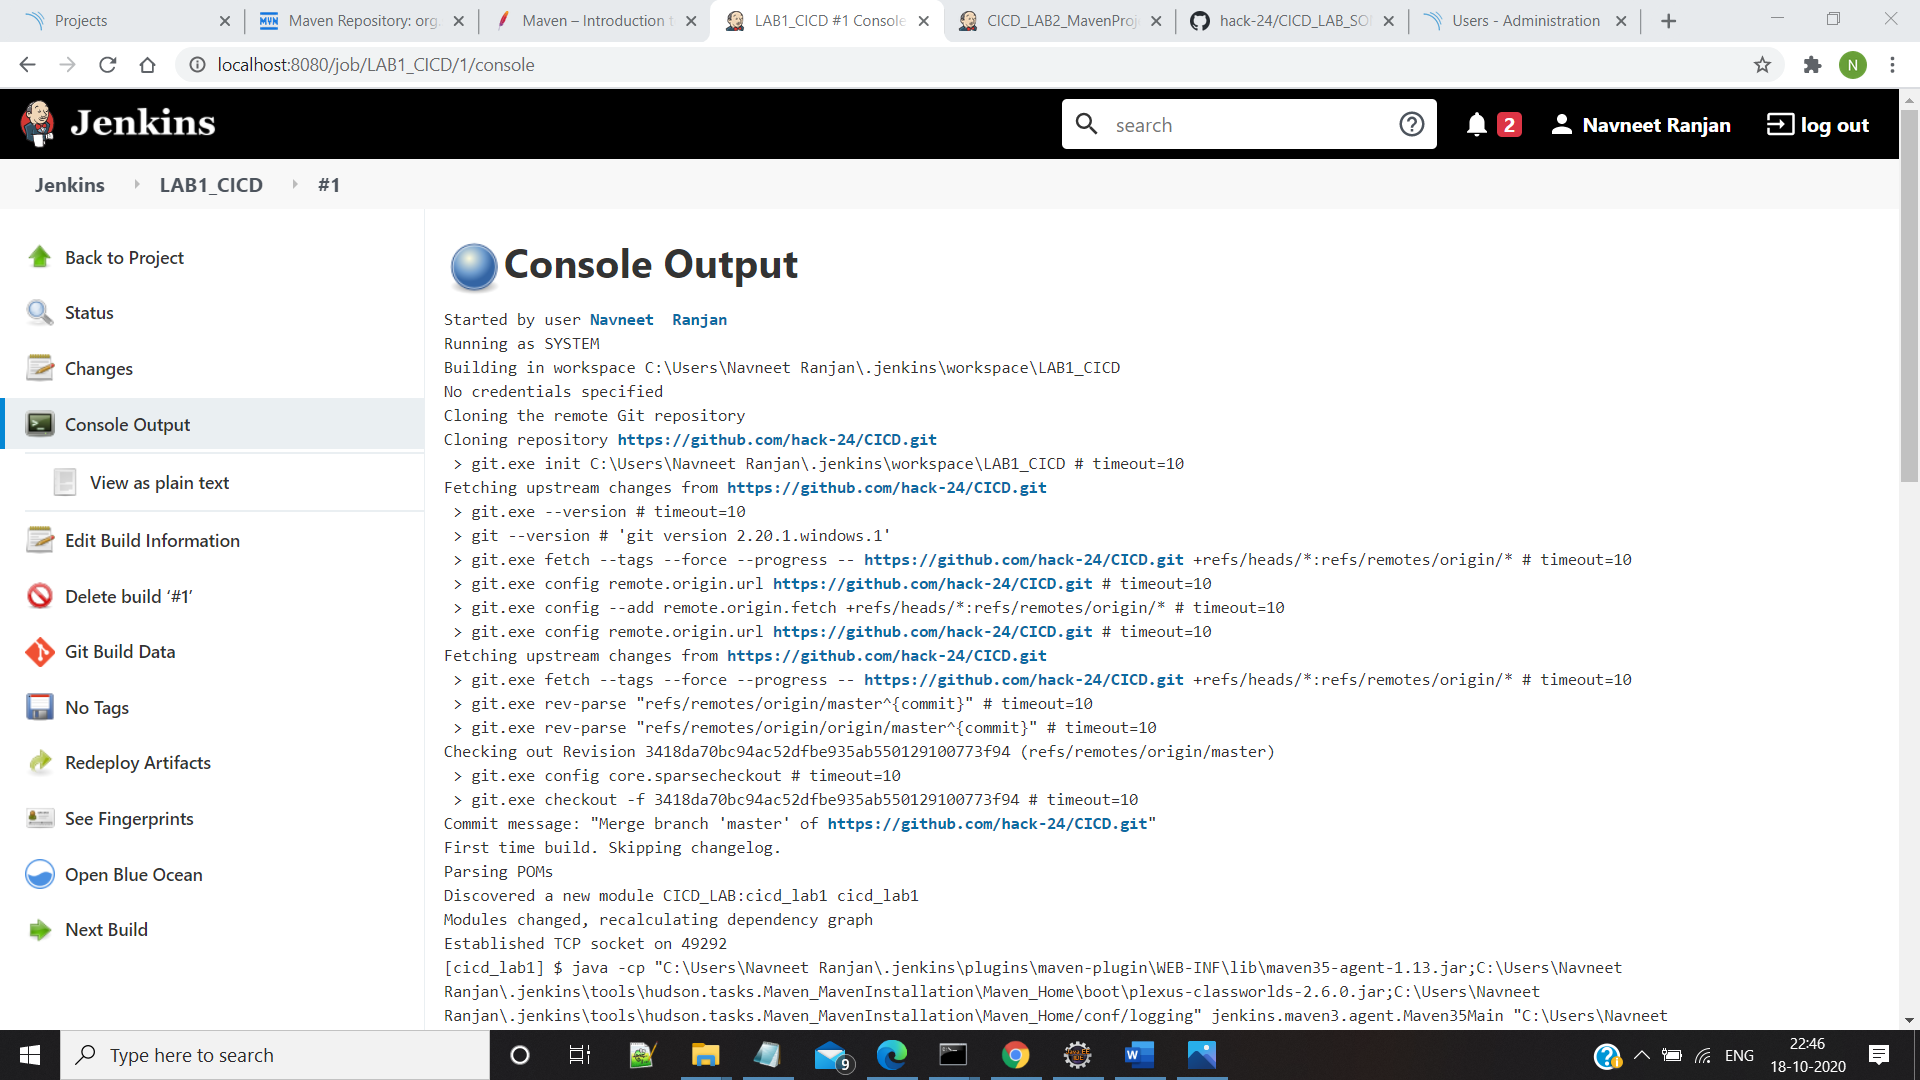 Projects
Maven Repository: org.
Maven – Introduction t
LAB1_CICD #1 Console
CICD_LAB2_MavenProj
hack-24/CICD_LAB_SO
Users - Administration
localhost:8080/job/LAB1_CICD/1/console
N
Jenkins
search
2
Navneet Ranjan
log out
Jenkins
LAB1_CICD
#1
Back to Project
Status
Changes
Console Output
View as plain text
Edit Build Information
Delete build ‘#1’
Git Build Data
No Tags
Redeploy Artifacts
See Fingerprints
Open Blue Ocean
Next Build
Console Output
Started by user Navneet  Ranjan
Running as SYSTEM
Building in workspace C:\Users\Navneet Ranjan\.jenkins\workspace\LAB1_CICD
No credentials specified
Cloning the remote Git repository
Cloning repository https://github.com/hack-24/CICD.git
 > git.exe init C:\Users\Navneet Ranjan\.jenkins\workspace\LAB1_CICD # timeout=10
Fetching upstream changes from https://github.com/hack-24/CICD.git
 > git.exe --version # timeout=10
 > git --version # 'git version 2.20.1.windows.1'
 > git.exe fetch --tags --force --progress -- https://github.com/hack-24/CICD.git +refs/heads/*:refs/remotes/origin/* # timeout=10
 > git.exe config remote.origin.url https://github.com/hack-24/CICD.git # timeout=10
 > git.exe config --add remote.origin.fetch +refs/heads/*:refs/remotes/origin/* # timeout=10
 > git.exe config remote.origin.url https://github.com/hack-24/CICD.git # timeout=10
Fetching upstream changes from https://github.com/hack-24/CICD.git
 > git.exe fetch --tags --force --progress -- https://github.com/hack-24/CICD.git +refs/heads/*:refs/remotes/origin/* # timeout=10
 > git.exe rev-parse "refs/remotes/origin/master^{commit}" # timeout=10
 > git.exe rev-parse "refs/remotes/origin/origin/master^{commit}" # timeout=10
Checking out Revision 3418da70bc94ac52dfbe935ab550129100773f94 (refs/remotes/origin/master)
 > git.exe config core.sparsecheckout # timeout=10
 > git.exe checkout -f 3418da70bc94ac52dfbe935ab550129100773f94 # timeout=10
Commit message: "Merge branch 'master' of https://github.com/hack-24/CICD.git"
First time build. Skipping changelog.
Parsing POMs
Discovered a new module CICD_LAB:cicd_lab1 cicd_lab1
Modules changed, recalculating dependency graph
Established TCP socket on 49292
[cicd_lab1] $ java -cp "C:\Users\Navneet Ranjan\.jenkins\plugins\maven-plugin\WEB-INF\lib\maven35-agent-1.13.jar;C:\Users\Navneet
Ranjan\.jenkins\tools\hudson.tasks.Maven_MavenInstallation\Maven_Home\boot\plexus-classworlds-2.6.0.jar;C:\Users\Navneet
Ranjan\.jenkins\tools\hudson.tasks.Maven_MavenInstallation\Maven_Home/conf/logging" jenkins.maven3.agent.Maven35Main "C:\Users\Navneet
Type here to search
9
ENG
22:46
18-10-2020